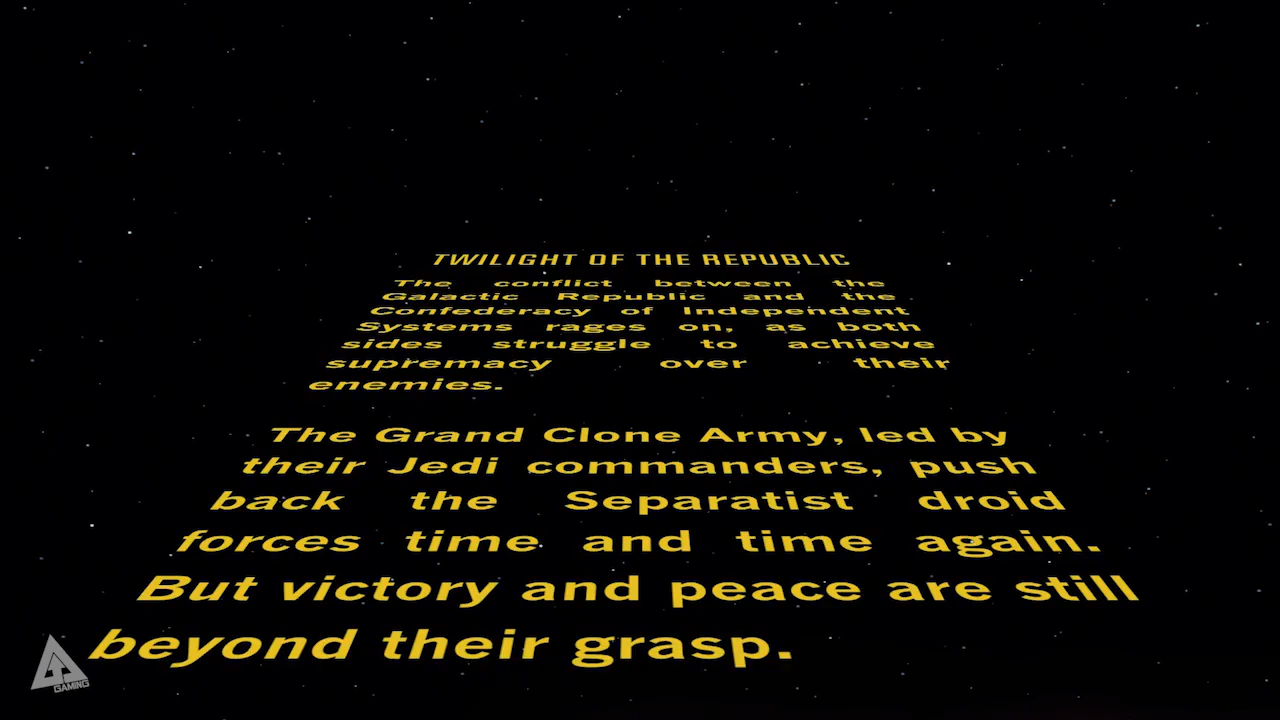 TWILIGHT OF THE REPUBLIC
The conflict between the
Galactic Republic and the
Confederacy of Independent
Systems rages on, as both
sides struggle to achieve
supremacy over their
enemies.
The Grand Clone Army, led by
their Jedi commanders, push
back the Separatist droid
forces time and time again.
But victory and peace are still
beyond their grasp.
GAMING